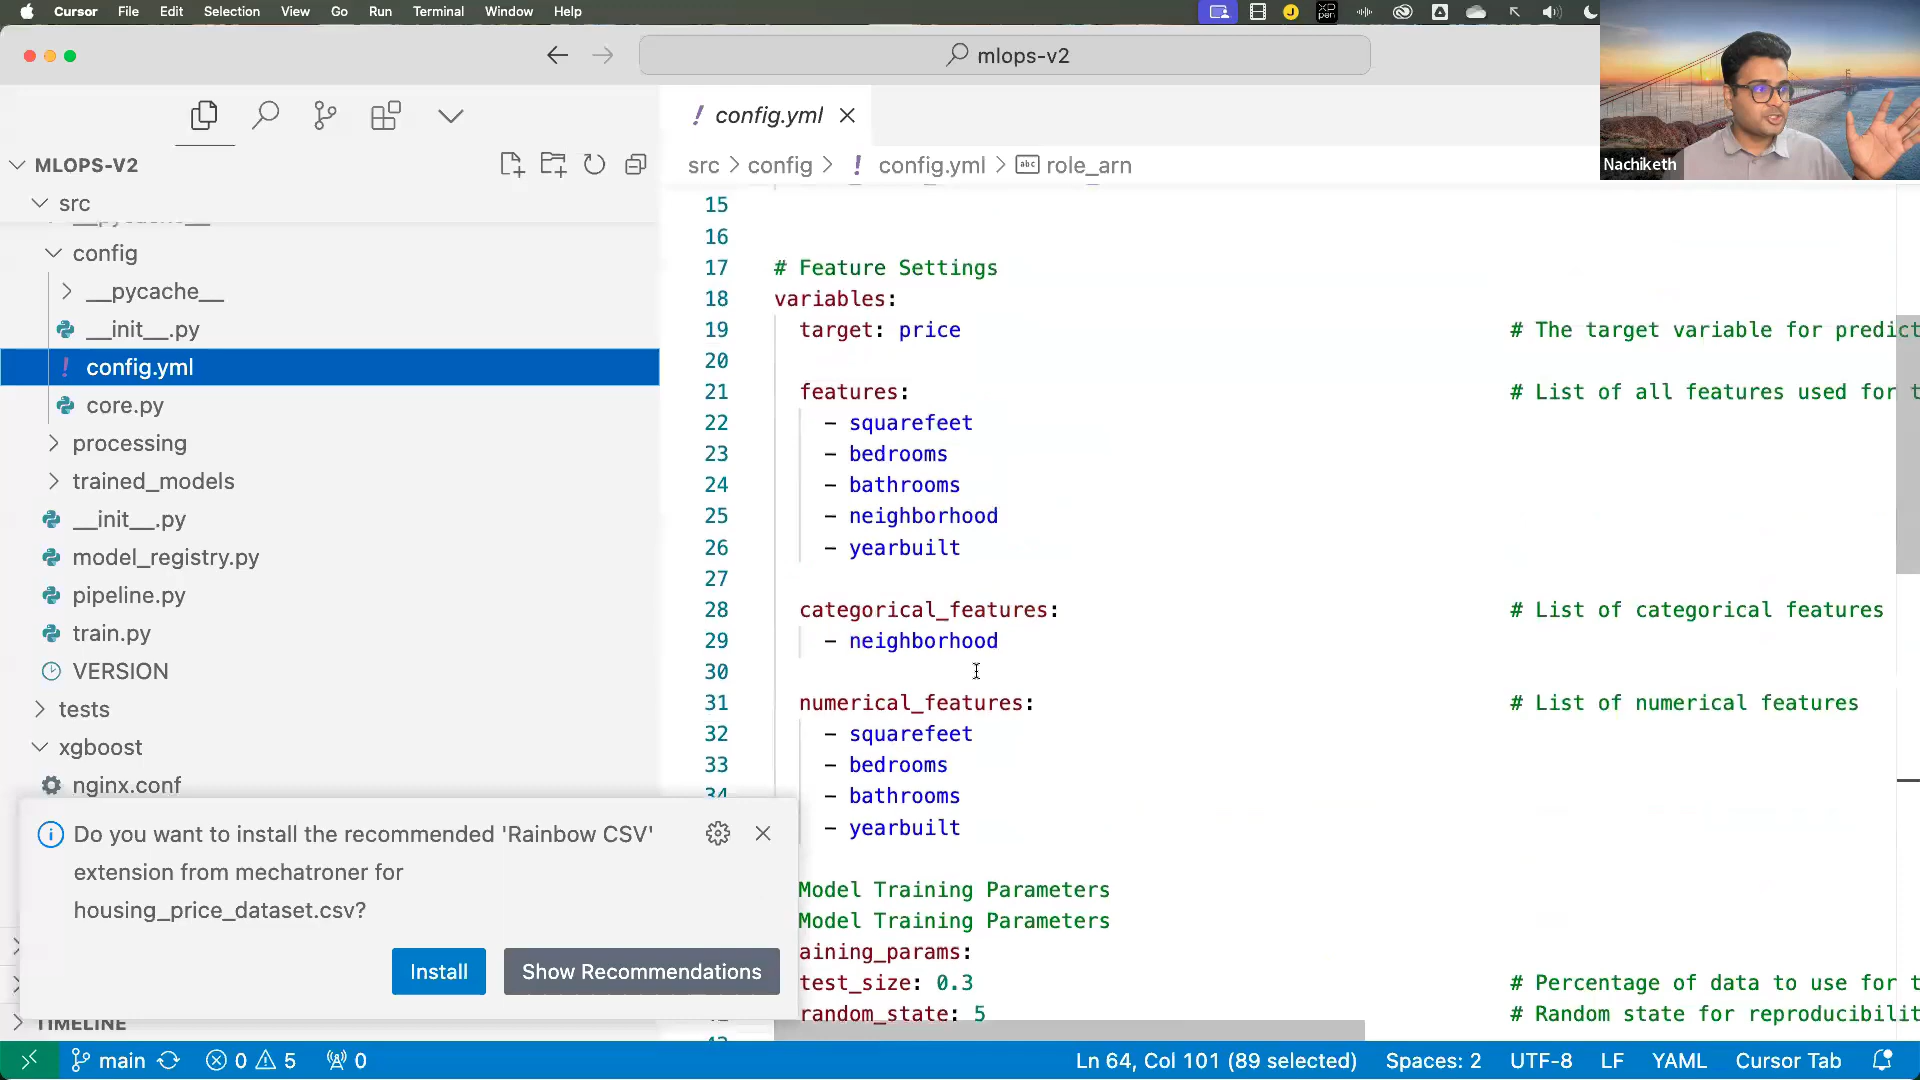 Cursor File Edit Selection View Go Run Terminal Window Help
mlops-v2
config.yml
Nachiketh
MLOPS-V2
src > config > ! config.yml > abc role_arn
src
config
__pycache__
__init__.py
! config.yml
core.py
processing
trained_models
__init__.py
model_registry.py
pipeline.py
train.py
VERSION
tests
xgboost
nginx.conf
TIMELINE
15
16
17 # Feature Settings
18 variables:
19 target: price # The target variable for predict
20
21 features: # List of all features used for t
22 - squarefeet
23 - bedrooms
24 - bathrooms
25 - neighborhood
26 - yearbuilt
27
28 categorical_features: # List of categorical features
29 - neighborhood
30
31 numerical_features: # List of numerical features
32 - squarefeet
33 - bedrooms
34 - bathrooms
- yearbuilt
Model Training Parameters
Model Training Parameters
aining_params:
test_size: 0.3 # Percentage of data to use for t
random_state: 5 # Random state for reproducibilit
Do you want to install the recommended 'Rainbow CSV'
extension from mechatroner for
housing_price_dataset.csv?
Install Show Recommendations
main 0 5 0 Ln 64, Col 101 (89 selected) Spaces: 2 UTF-8 LF YAML Cursor Tab